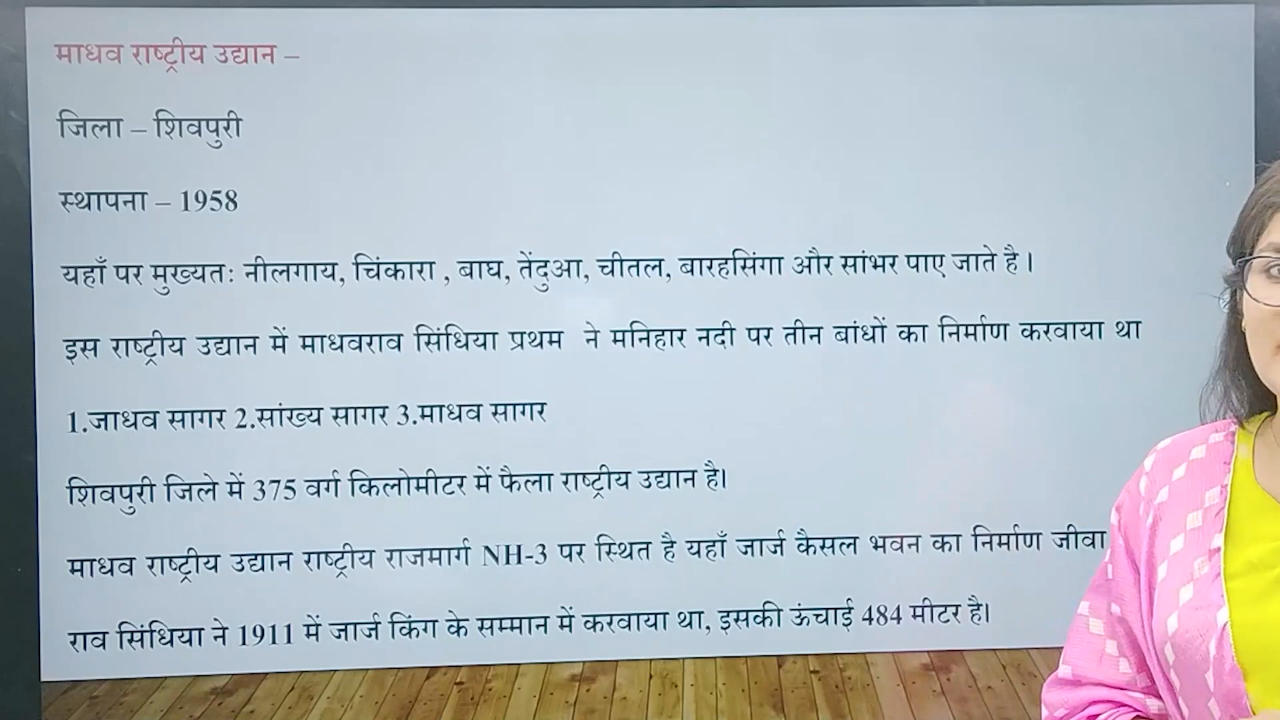 माधव राष्ट्रीय उद्यान –
जिला – शिवपुरी
स्थापना – 1958
यहाँ पर मुख्यतः नीलगाय, चिंकारा , बाघ, तेंदुआ, चीतल, बारहसिंगा और सांभर पाए जाते है ।
इस राष्ट्रीय उद्यान में माधवराव सिंधिया प्रथम ने मनिहार नदी पर तीन बांधों का निर्माण करवाया था
1.जाधव सागर 2.सांख्य सागर 3.माधव सागर
शिवपुरी जिले में 375 वर्ग किलोमीटर में फैला राष्ट्रीय उद्यान है।
माधव राष्ट्रीय उद्यान राष्ट्रीय राजमार्ग NH-3 पर स्थित है यहाँ जार्ज कैसल भवन का निर्माण जीवा
राव सिंधिया ने 1911 में जार्ज किंग के सम्मान में करवाया था, इसकी ऊंचाई 484 मीटर है।